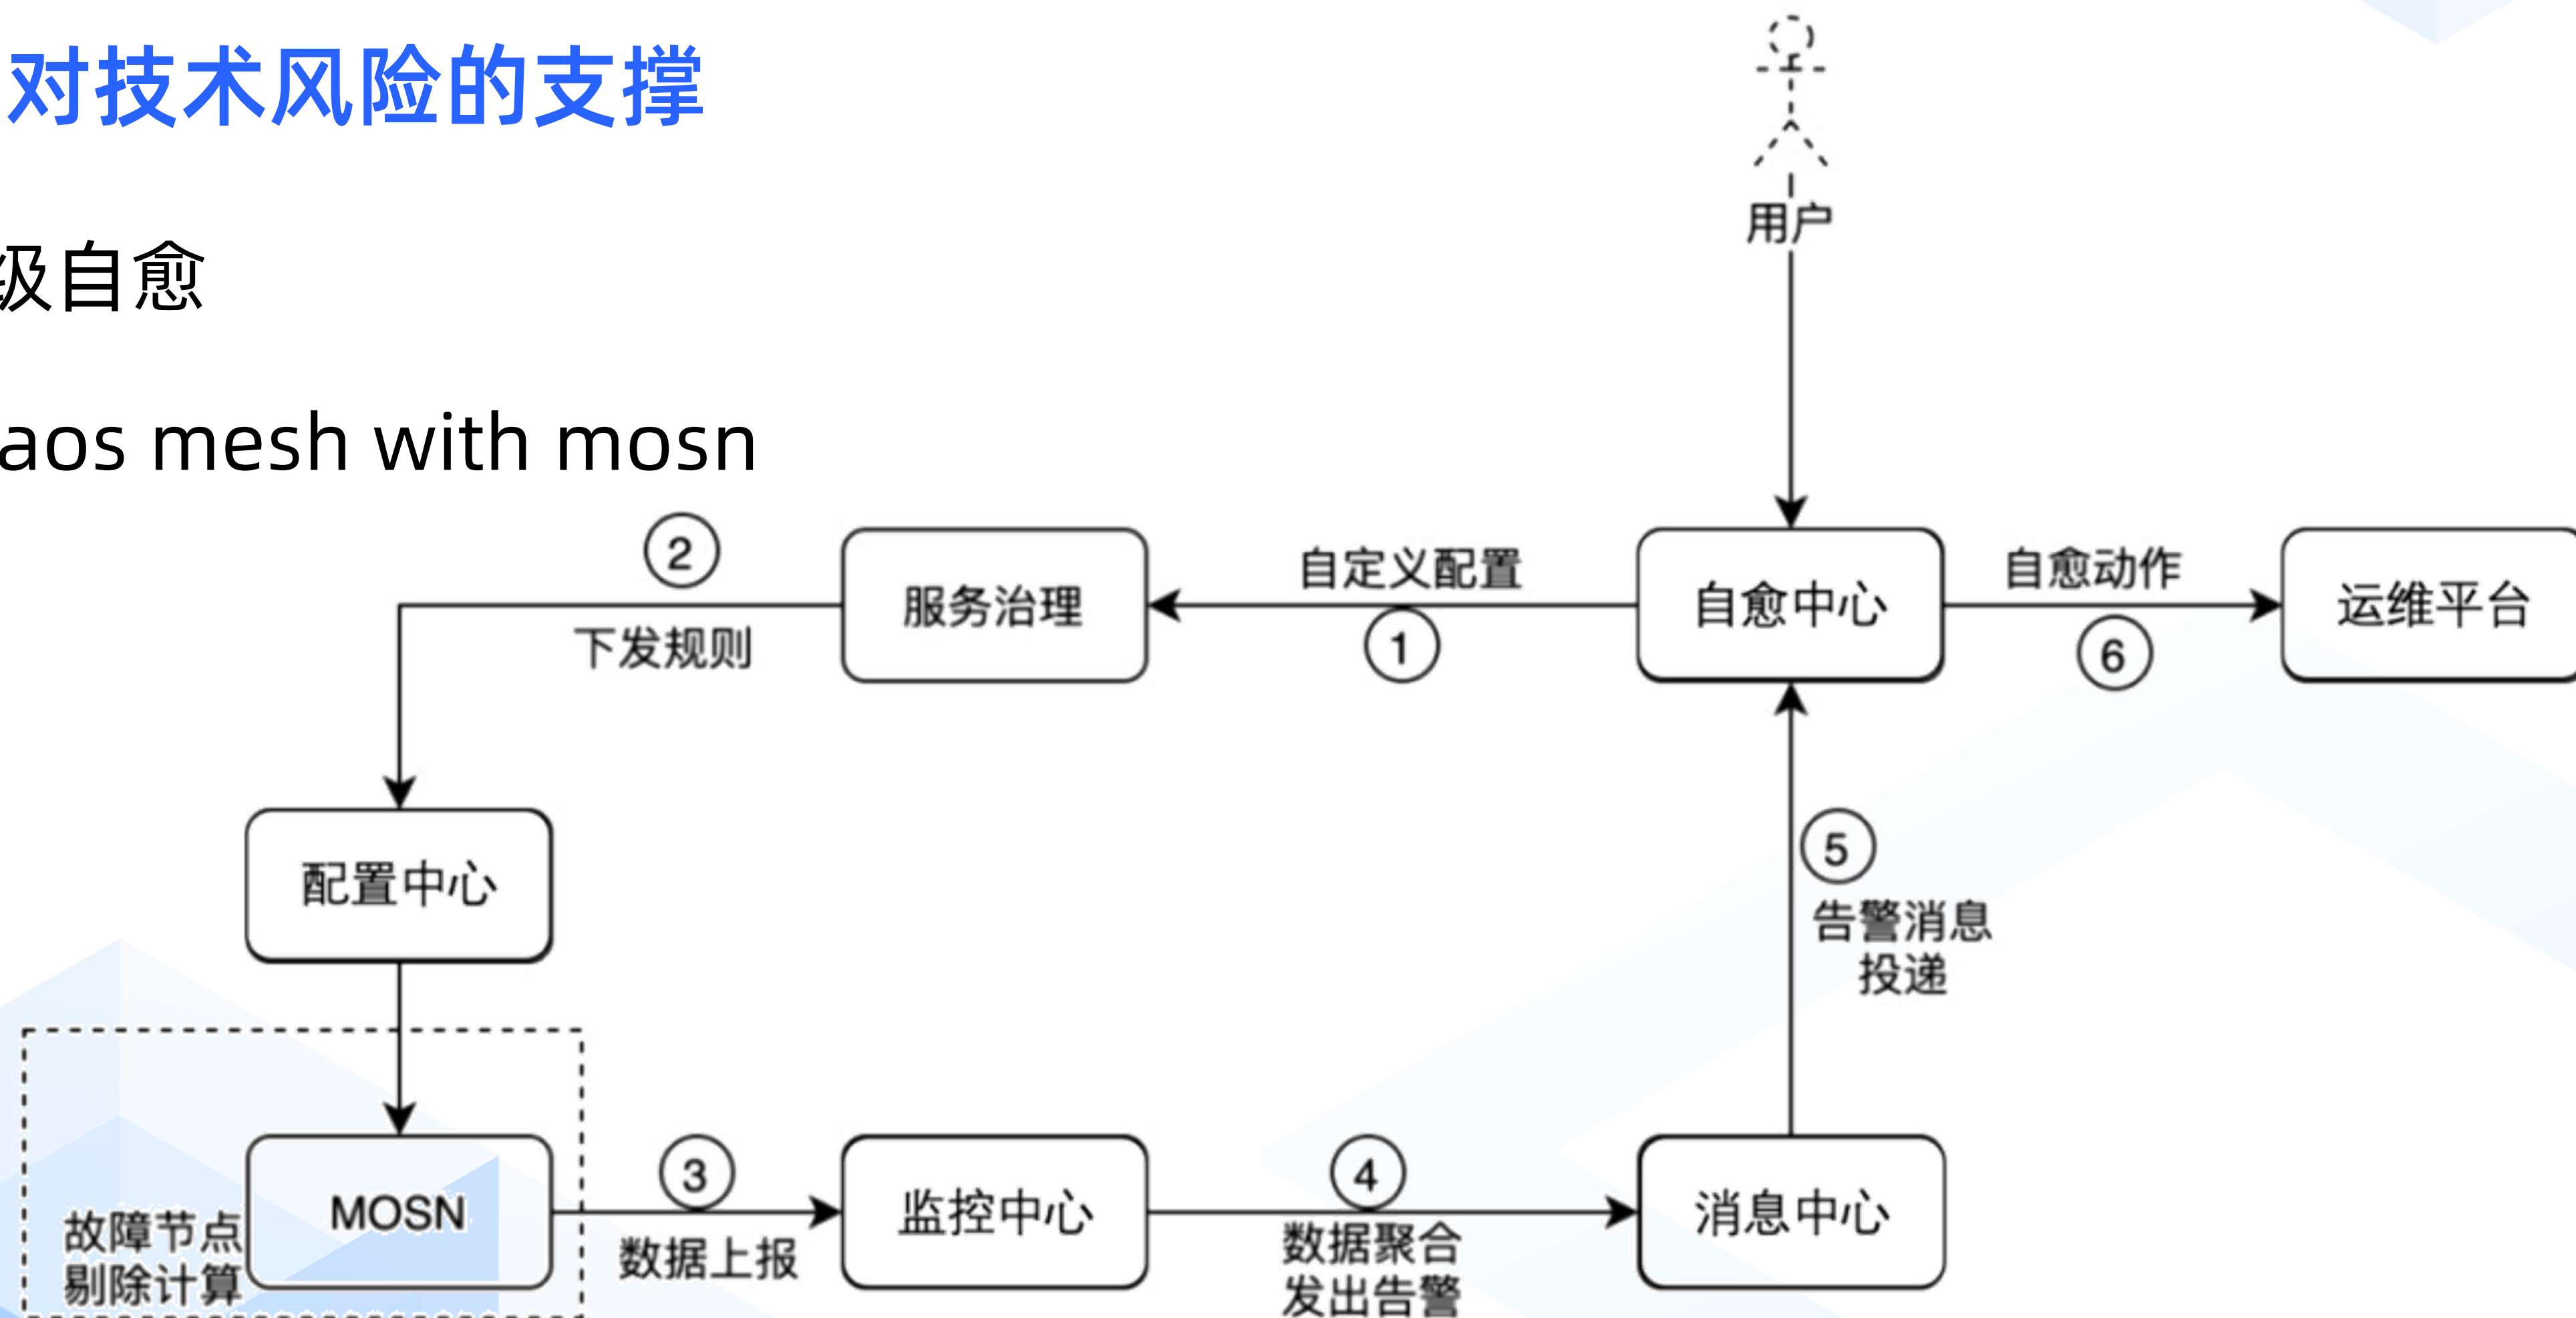 对技术风险的支撑
级自愈
aos mesh with mosn
用户
2
服务治理
自定义配置
自愈中心
自愈动作
运维平台
下发规则
1
6
配置中心
5
告警消息
投递
MOSN
3
监控中心
4
消息中心
故障节点
剔除计算
数据上报
数据聚合
发出告警